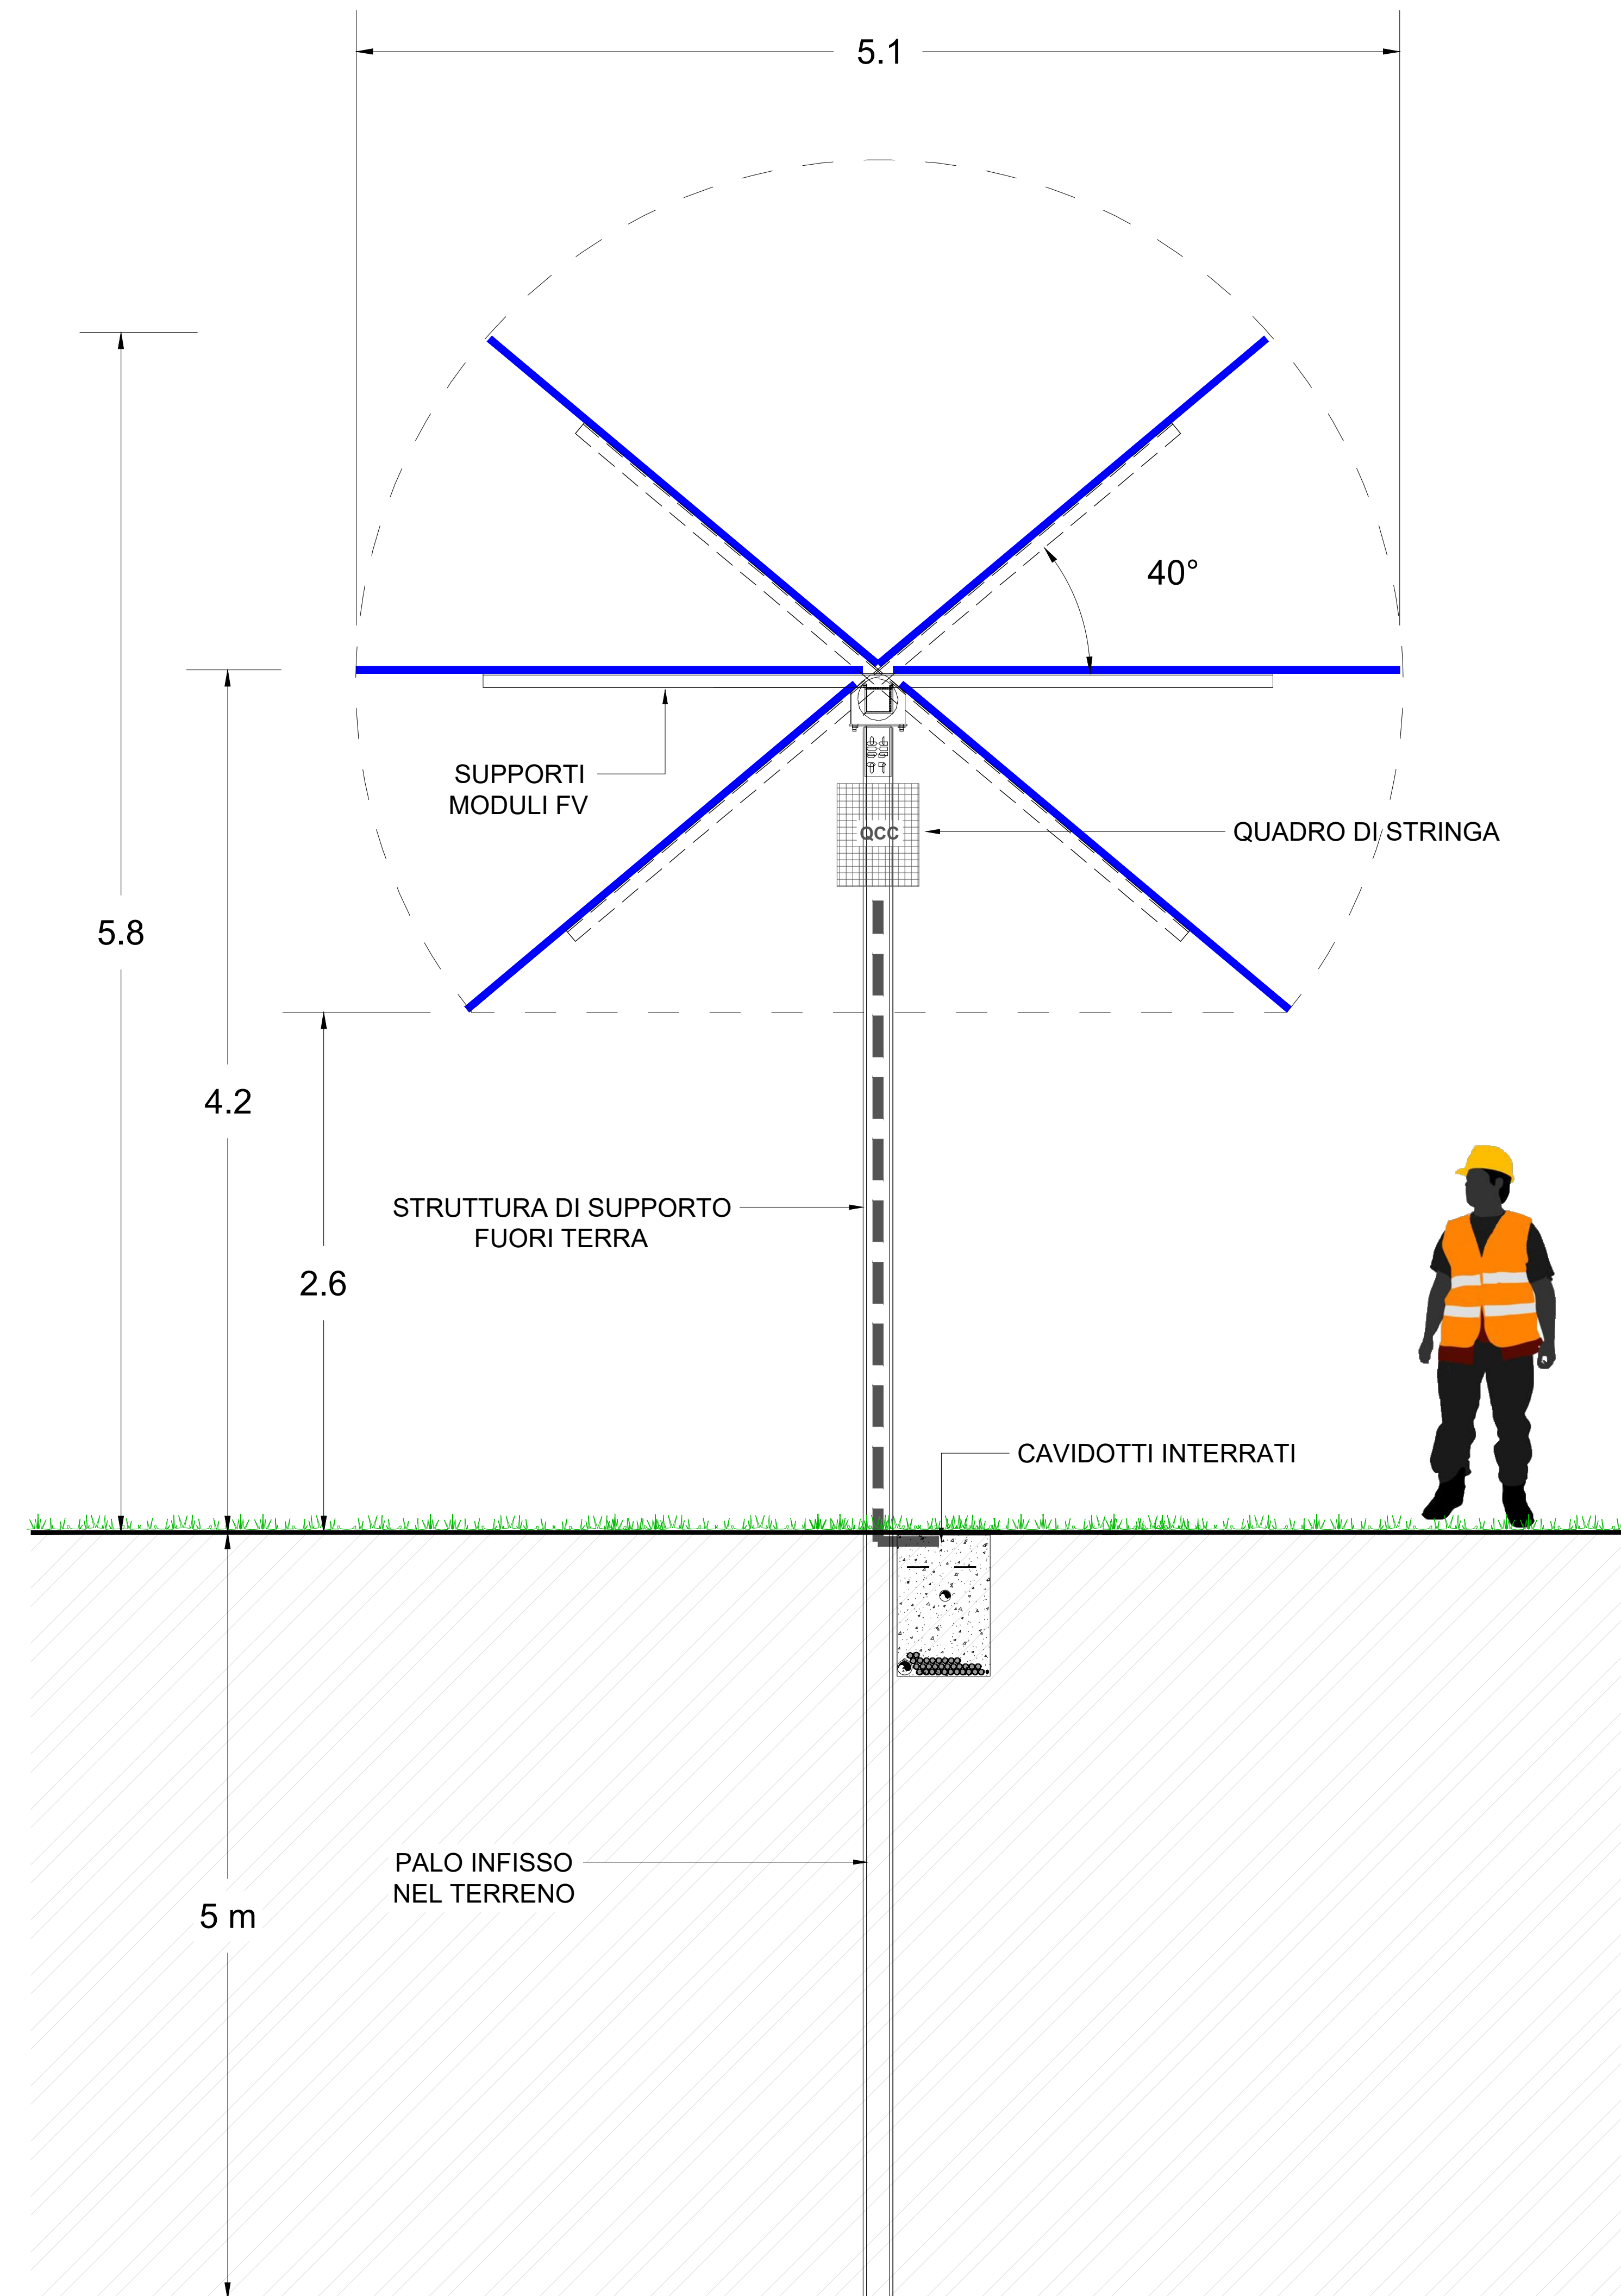 5.1
40°
SUPPORTI
MODULI FV
QCC
QUADRO DI STRINGA
5.8
4.2
STRUTTURA DI SUPPORTO
FUORI TERRA
2.6
CAVIDOTTI INTERRATI
PALO INFISSO
NEL TERRENO
5 m